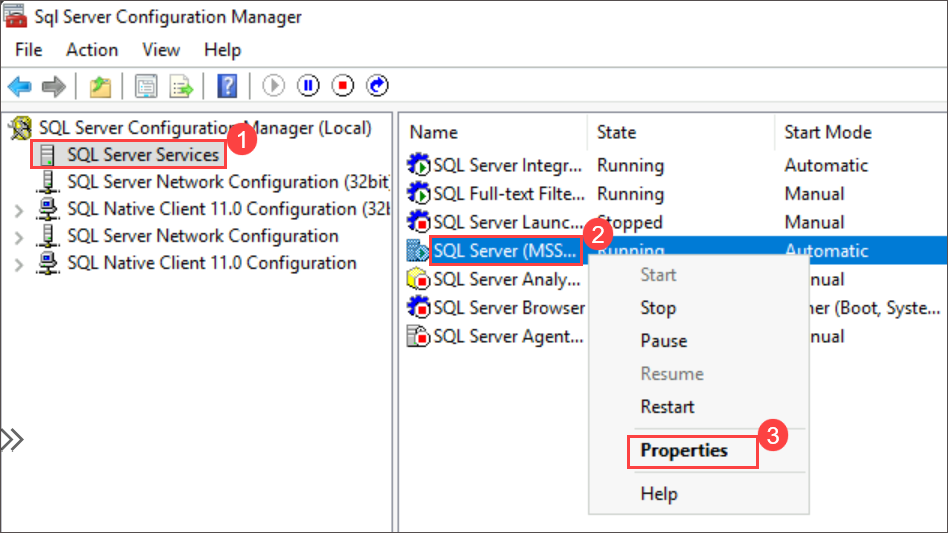 Sql Server Configuration Manager
File Action View Help
SQL Server Configuration Manager (Local)
1
SQL Server Services
SQL Server Network Configuration (32bit
SQL Native Client 11.0 Configuration (32b
SQL Server Network Configuration
SQL Native Client 11.0 Configuration
Name State Start Mode
SQL Server Integr... Running Automatic
SQL Full-text Filte... Running Manual
SQL Server Launc... Stopped Manual
2
SQL Server (MSS... Running Automatic
SQL Server Analy... nual
SQL Server Browser her (Boot, Syste...
SQL Server Agent... nual
Start
Stop
Pause
Resume
Restart
3
Properties
Help